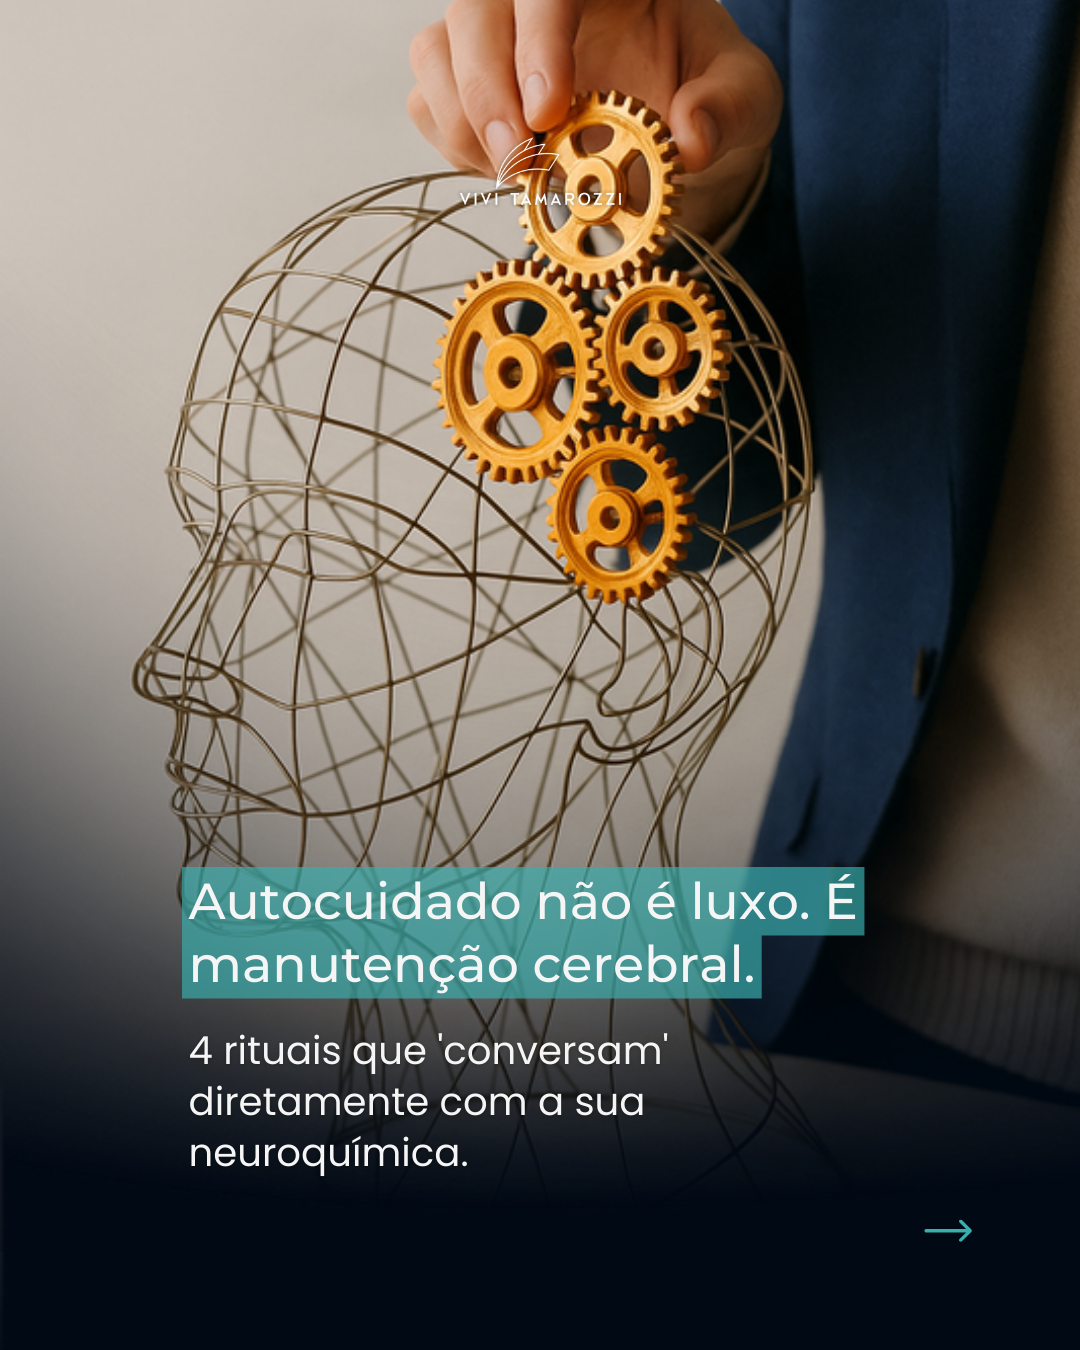 VIVI TAMAROZZI
Autocuidado não é luxo. É
manutenção cerebral.
4 rituais que 'conversam'
diretamente com a sua
neuroquímica.